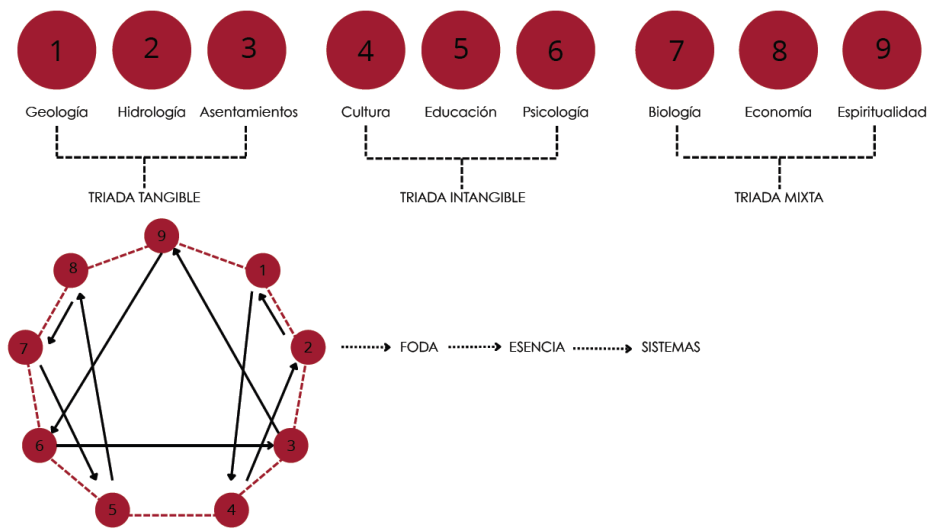 1 2 3 4 5 6 7 8 9
Geología Hidrología Asentamientos Cultura Educación Psicología Biología Economía Espiritualidad
TRIADA TANGIBLE TRIADA INTANGIBLE TRIADA MIXTA
9
8 1
7 2 FODA ESENCIA SISTEMAS
6 3
5 4